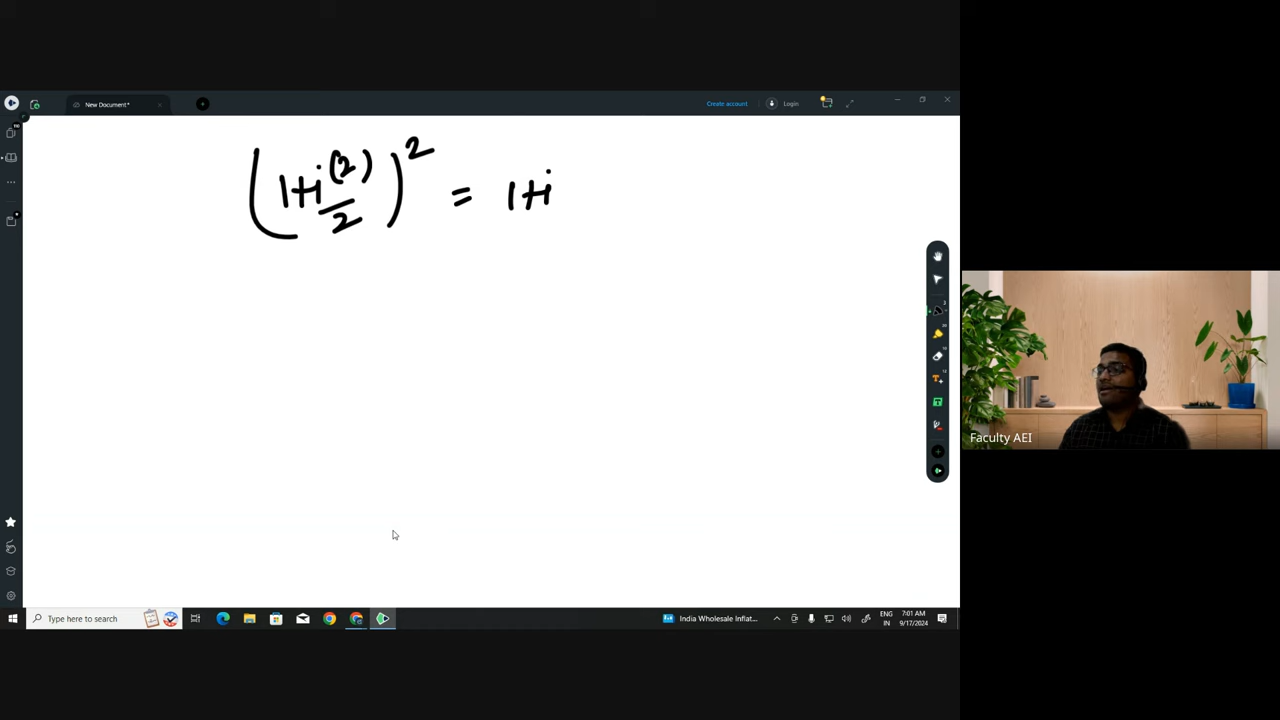 New Document*
Create account
Login
(1+i^(2)/2)^2 = 1+i
Faculty AEI
Type here to search
India Wholesale Inflat...
ENG
IN
7:01 AM
9/17/2024